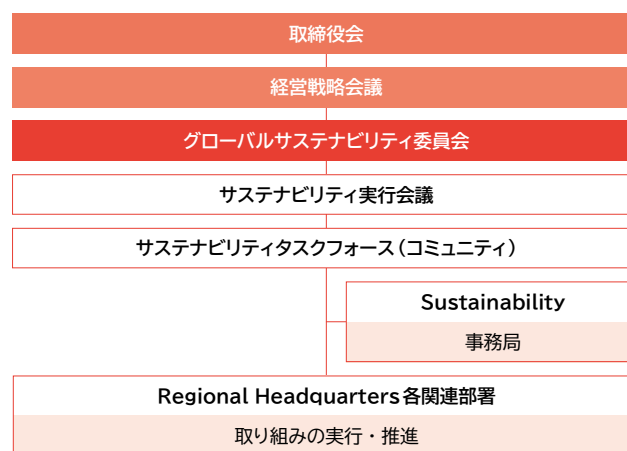 取締役会
経営戦略会議
グローバルサステナビリティ委員会
サステナビリティ実行会議
サステナビリティタスクフォース（コミュニティ）
Sustainability
事務局
Regional Headquarters各関連部署
取り組みの実行・推進